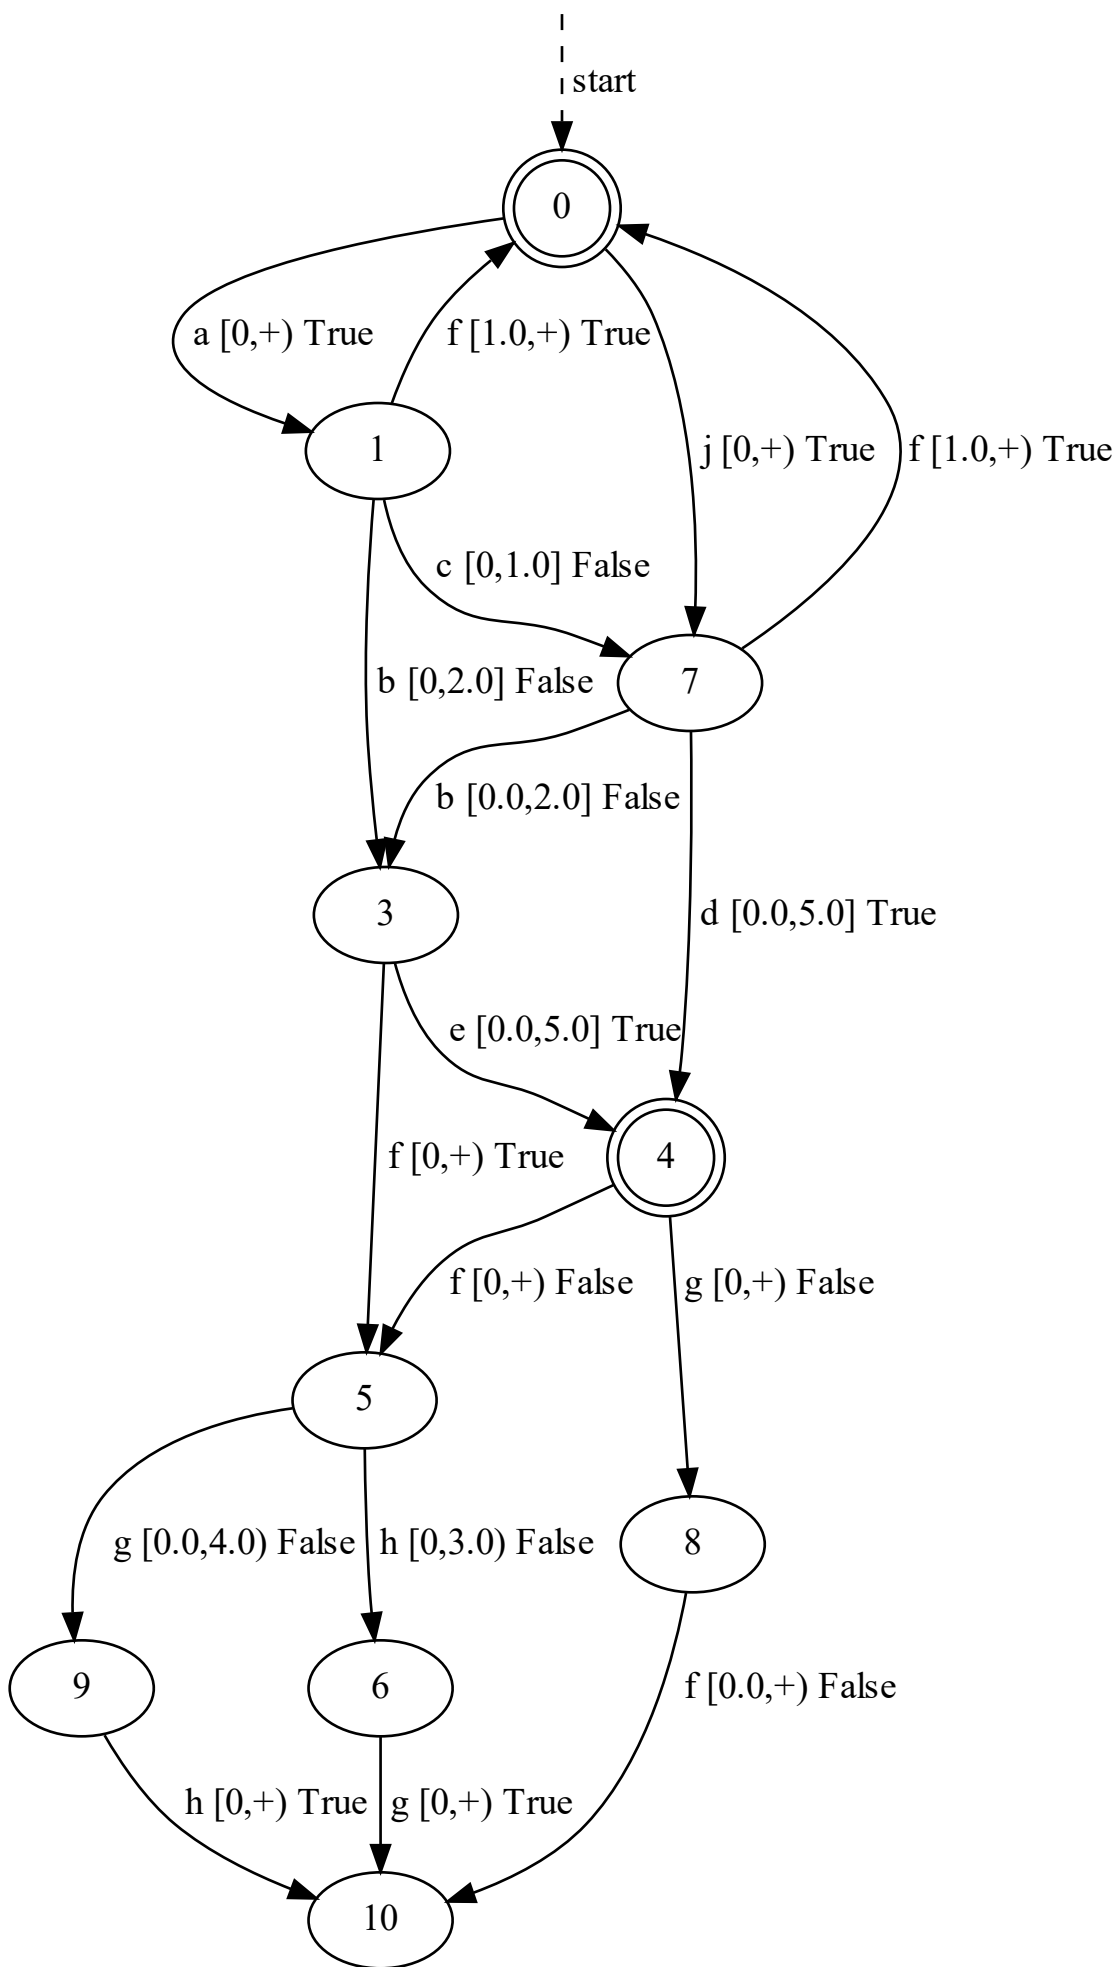 start
0
a [0,+) True
f [1.0,+) True
j [0,+) True
f [1.0,+) True
1
c [0,1.0] False
b [0,2.0] False
7
b [0.0,2.0] False
3
d [0.0,5.0] True
e [0.0,5.0] True
f [0,+) True
4
f [0,+) False
g [0,+) False
5
g [0.0,4.0) False
h [0,3.0) False
8
9
6
f [0.0,+) False
h [0,+) True
g [0,+) True
10